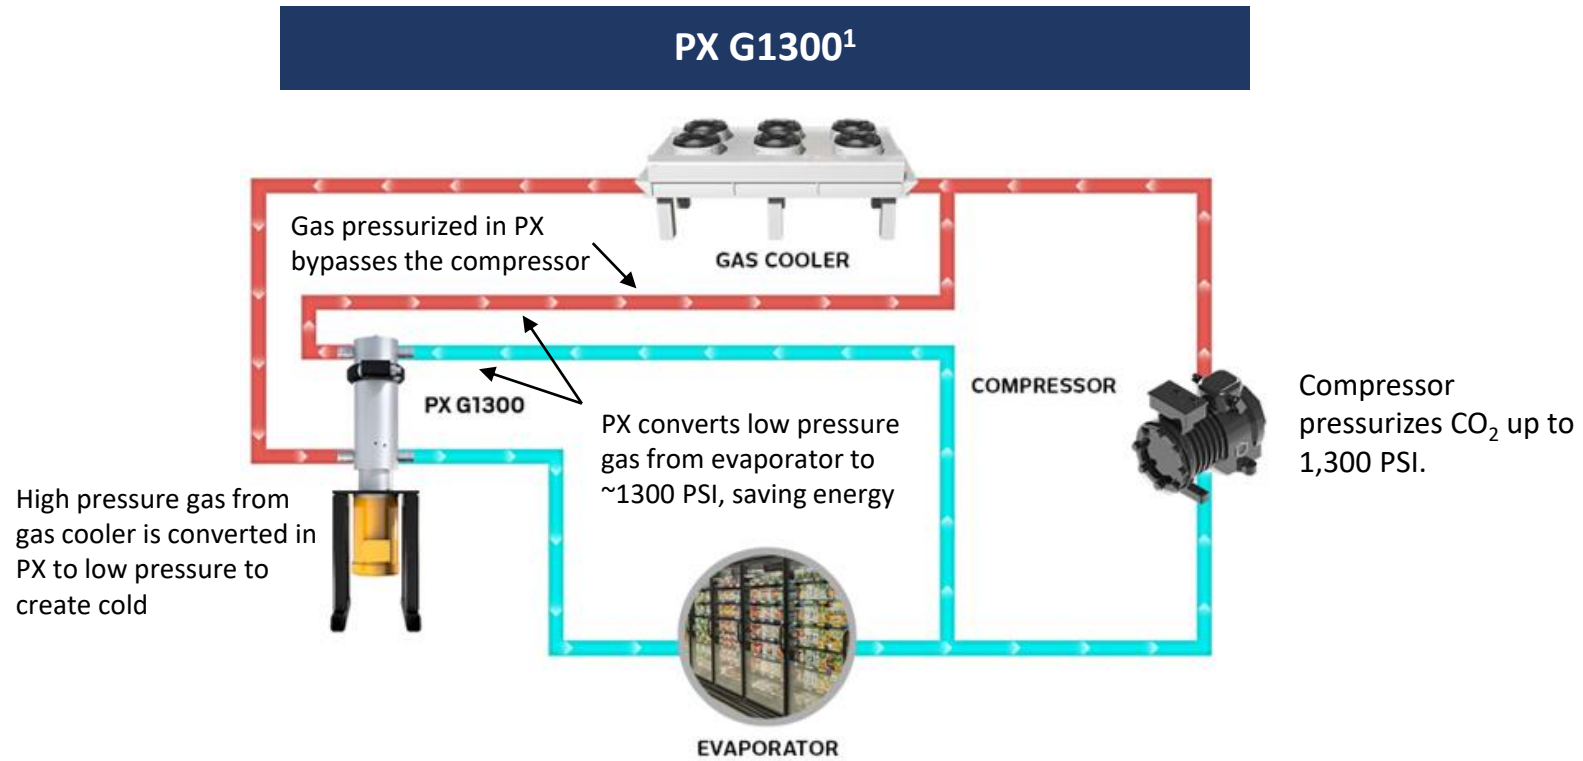 PX G1300¹
Gas pressurized in PX
bypasses the compressor
GAS COOLER
PX G1300
COMPRESSOR
Compressor
pressurizes CO₂ up to
1,300 PSI.
PX converts low pressure
gas from evaporator to
~1300 PSI, saving energy
High pressure gas from
gas cooler is converted in
PX to low pressure to
create cold
EVAPORATOR